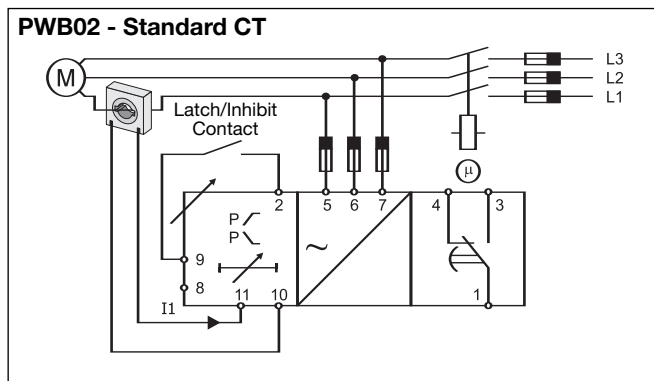 PWB02 - Standard CT
L3
M
L2
L1
Latch/Inhibit
Contact
μ
2
5
6
7
4
3
P
P
~
9
8
1
I1
11
10